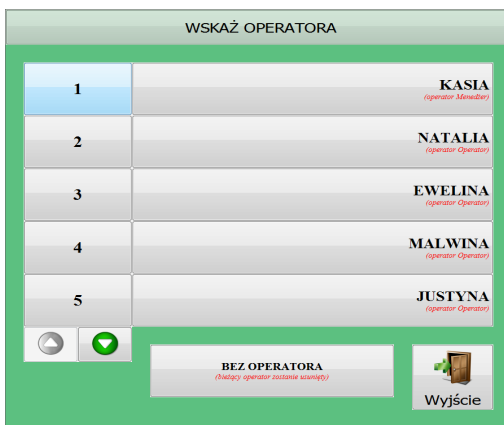 WSKAŻ OPERATORA
1 KASIA
(operator Menedżer)
2 NATALIA
(operator Operator)
3 EWELINA
(operator Operator)
4 MALWINA
(operator Operator)
5 JUSTYNA
(operator Operator)
BEZ OPERATORA
(bieżący operator zostanie usunięty)
Wyjście